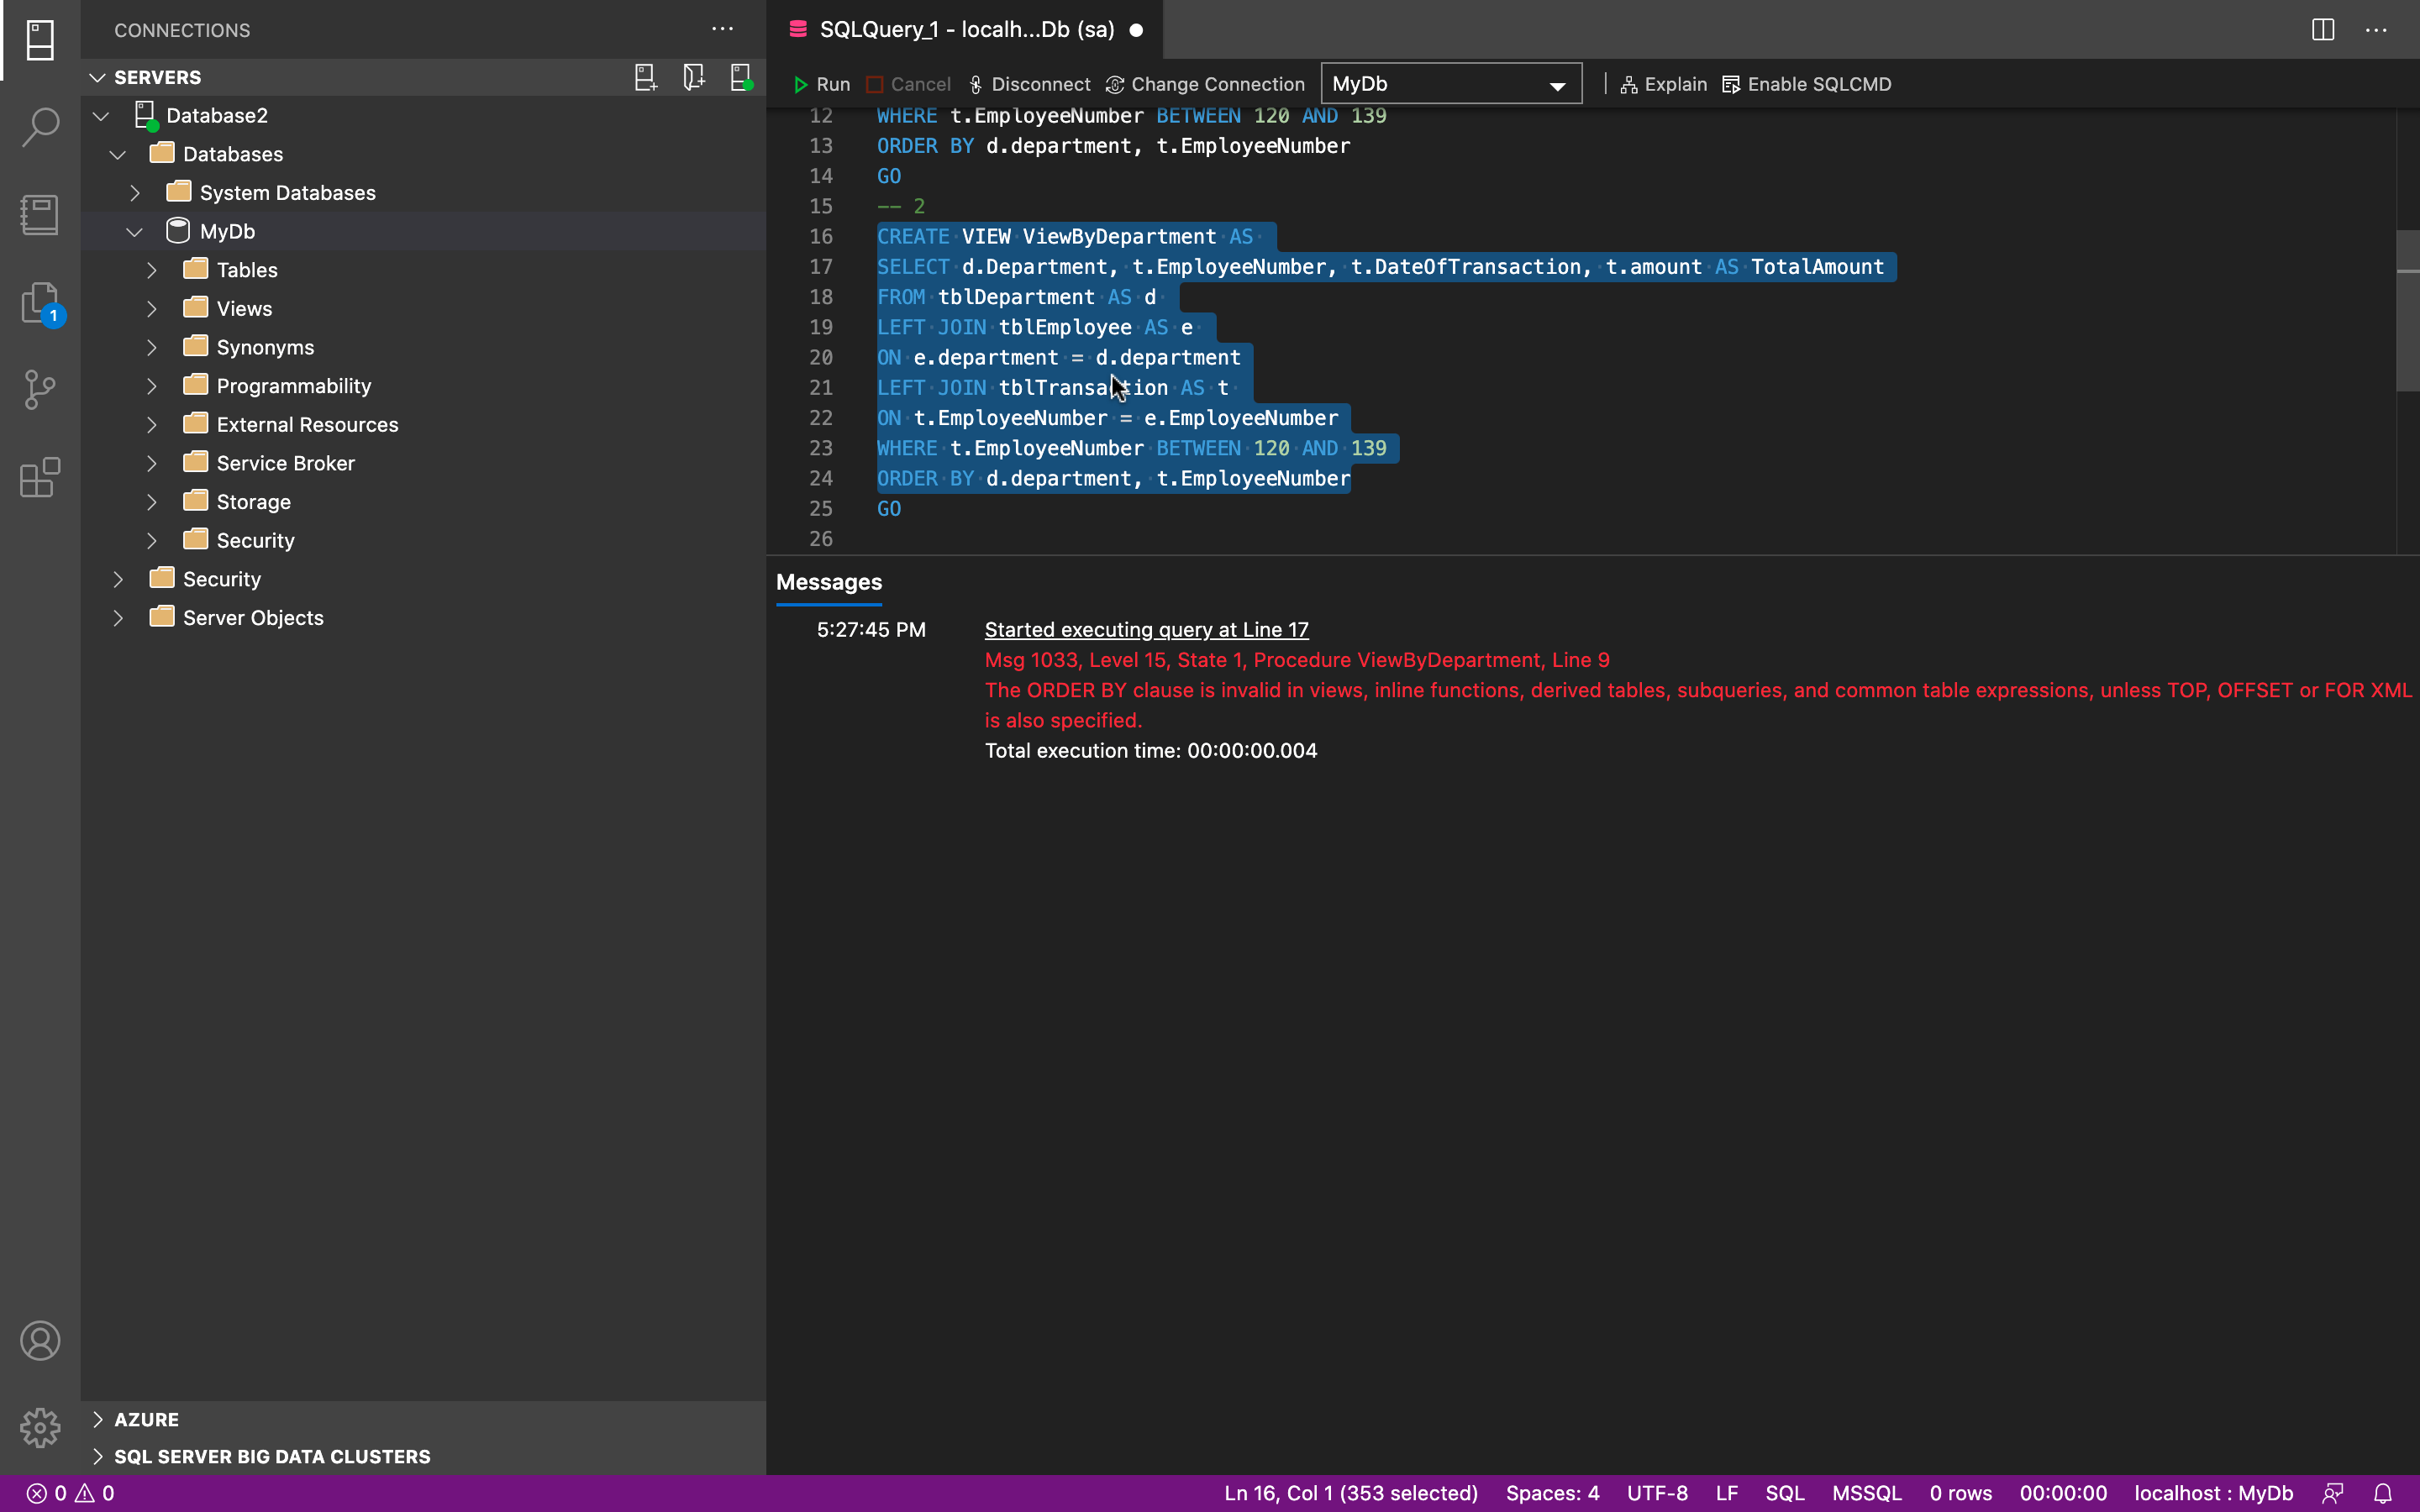 CONNECTIONS
SERVERS
Database2
Databases
System Databases
MyDb
Tables
Views
Synonyms
Programmability
External Resources
Service Broker
Storage
Security
Security
Server Objects
1
AZURE
SQL SERVER BIG DATA CLUSTERS
SQLQuery_1 - localh...Db (sa)
Run Cancel Disconnect Change Connection MyDb Explain Enable SQLCMD
12 WHERE t.EmployeeNumber BETWEEN 120 AND 139
13 ORDER BY d.department, t.EmployeeNumber
14 GO
15 -- 2
16 CREATE VIEW ViewByDepartment AS
17 SELECT d.Department, t.EmployeeNumber, t.DateOfTransaction, t.amount AS TotalAmount
18 FROM tblDepartment AS d
19 LEFT JOIN tblEmployee AS e
20 ON e.department = d.department
21 LEFT JOIN tblTransaction AS t
22 ON t.EmployeeNumber = e.EmployeeNumber
23 WHERE t.EmployeeNumber BETWEEN 120 AND 139
24 ORDER BY d.department, t.EmployeeNumber
25 GO
26
Messages
5:27:45 PM Started executing query at Line 17
Msg 1033, Level 15, State 1, Procedure ViewByDepartment, Line 9
The ORDER BY clause is invalid in views, inline functions, derived tables, subqueries, and common table expressions, unless TOP, OFFSET or FOR XML
is also specified.
Total execution time: 00:00:00.004
0 0 Ln 16, Col 1 (353 selected) Spaces: 4 UTF-8 LF SQL MSSQL 0 rows 00:00:00 localhost : MyDb